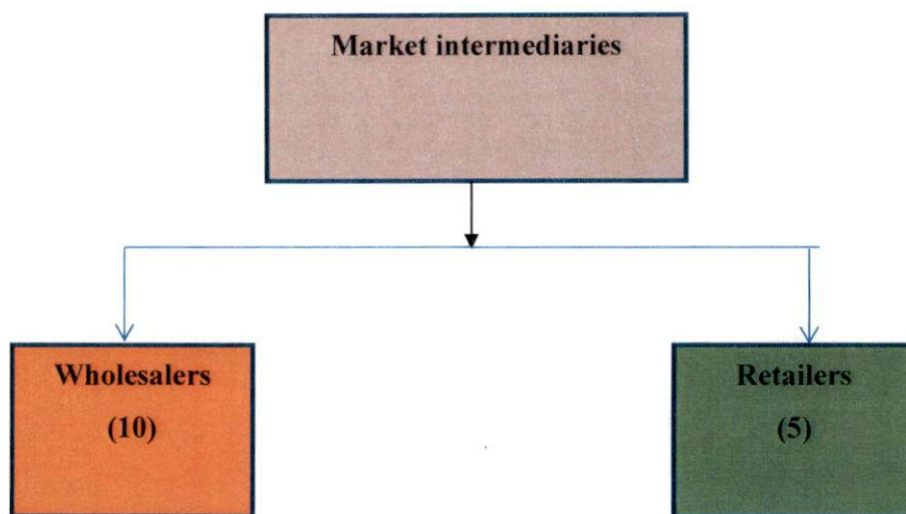 Market intermediaries
Wholesalers
(10)
Retailers
(5)